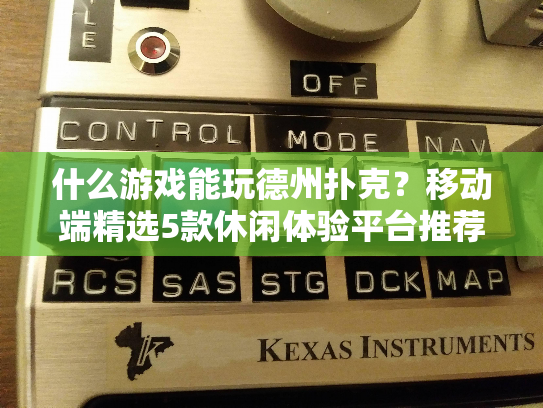 YLE
OFF
CONTROL MODE NAV
什么游戏能玩德州扑克？移动
端精选5款休闲体验平台推荐
RCS SAS STG DCK MAP
K
KEXAS INSTRUMENTS